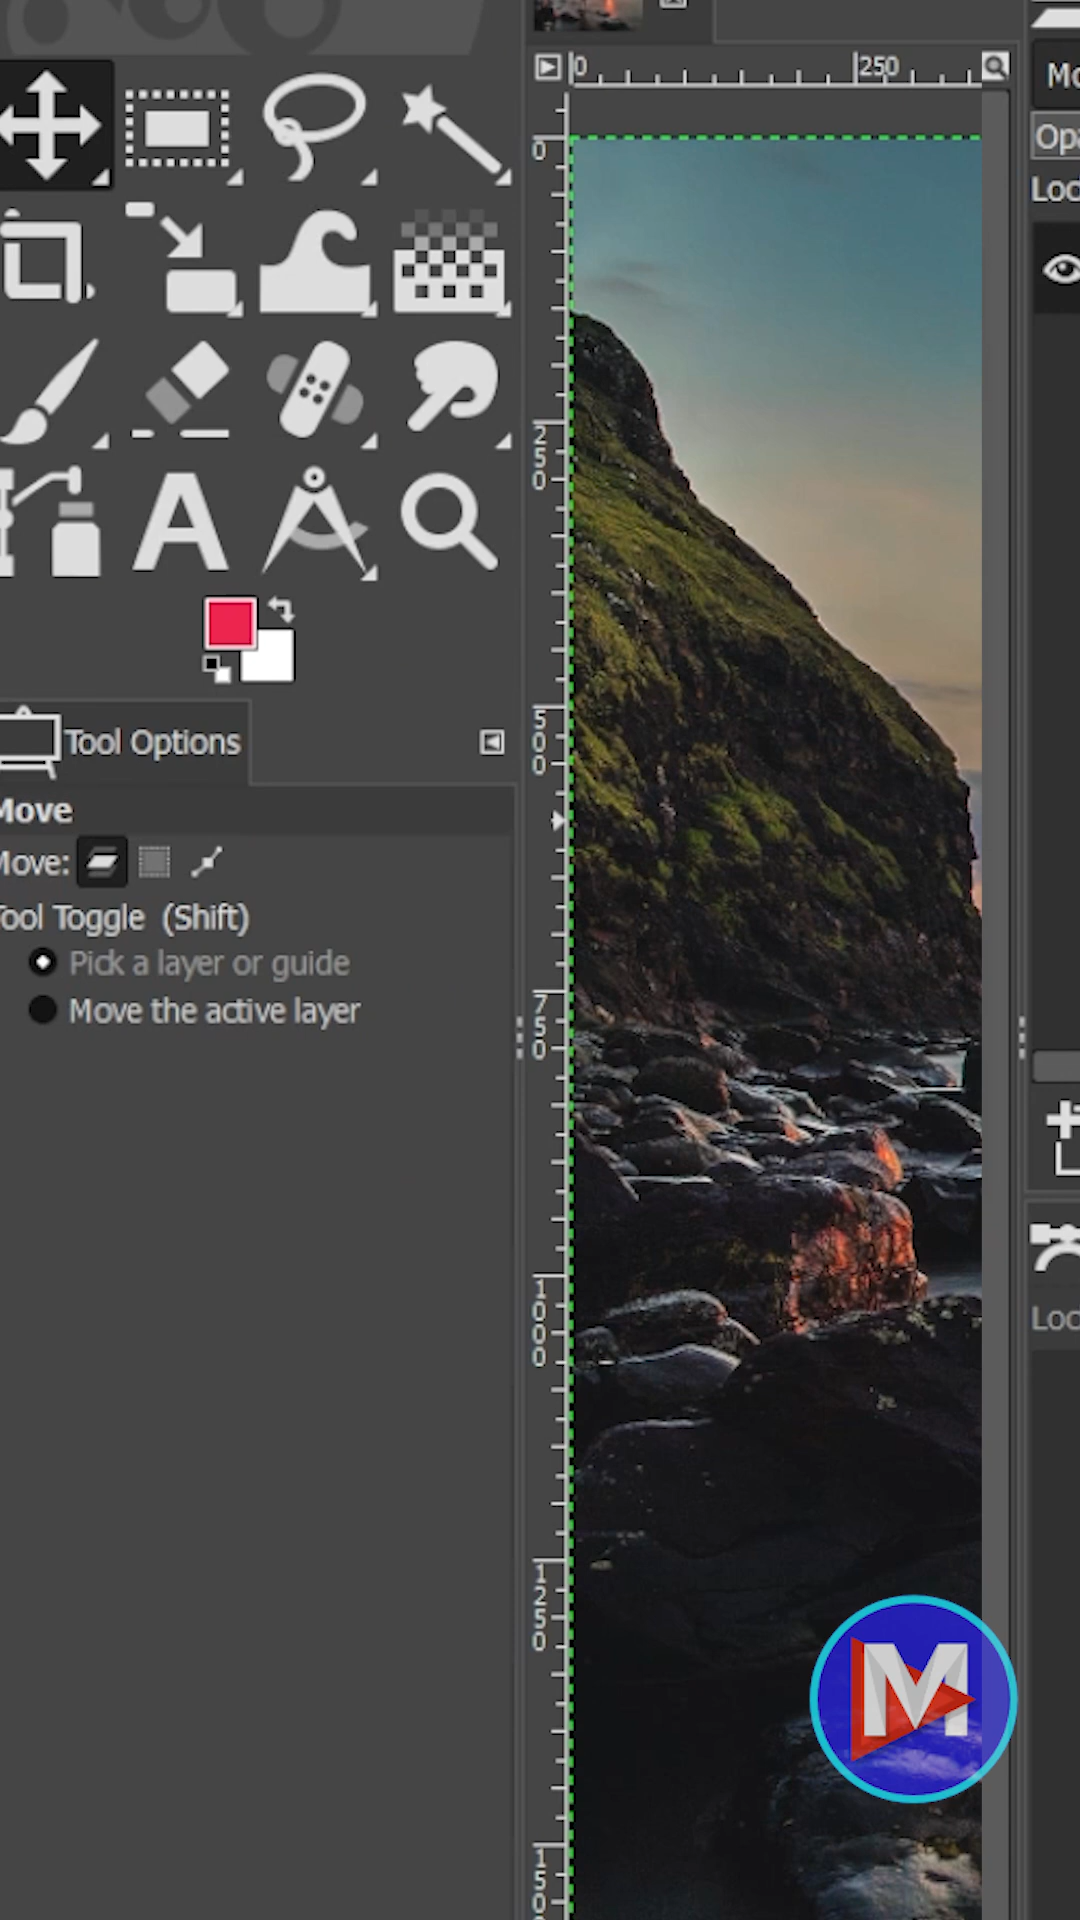 0
250
Mo
Opa
Loc
0
250
500
Tool Options
Move
Move:
Tool Toggle (Shift)
Pick a layer or guide
Move the active layer
750
1000
Loc
1250
M
150